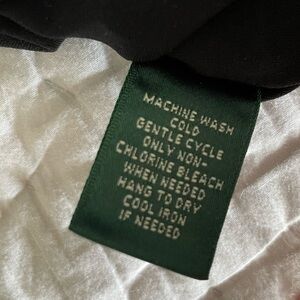 MACHINE WASH
COLD
GENTLE CYCLE
ONLY NON-
CHLORINE BLEACH
WHEN NEEDED
HANG TO DRY
COOL IRON
IF NEEDED